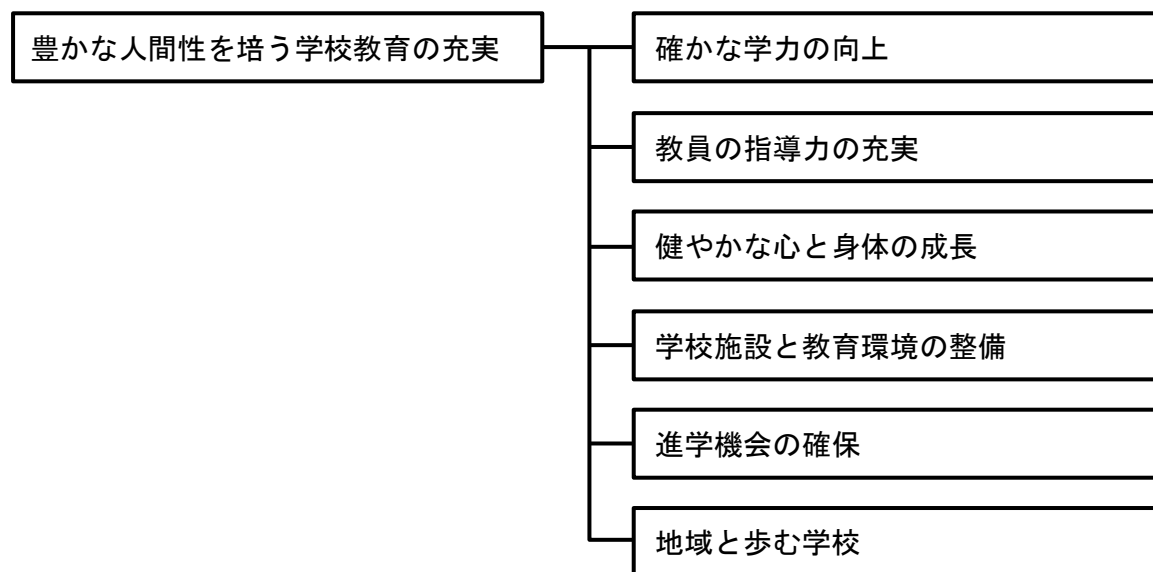 豊かな人間性を培う学校教育の充実
確かな学力の向上
教員の指導力の充実
健やかな心と身体の成長
学校施設と教育環境の整備
進学機会の確保
地域と歩む学校